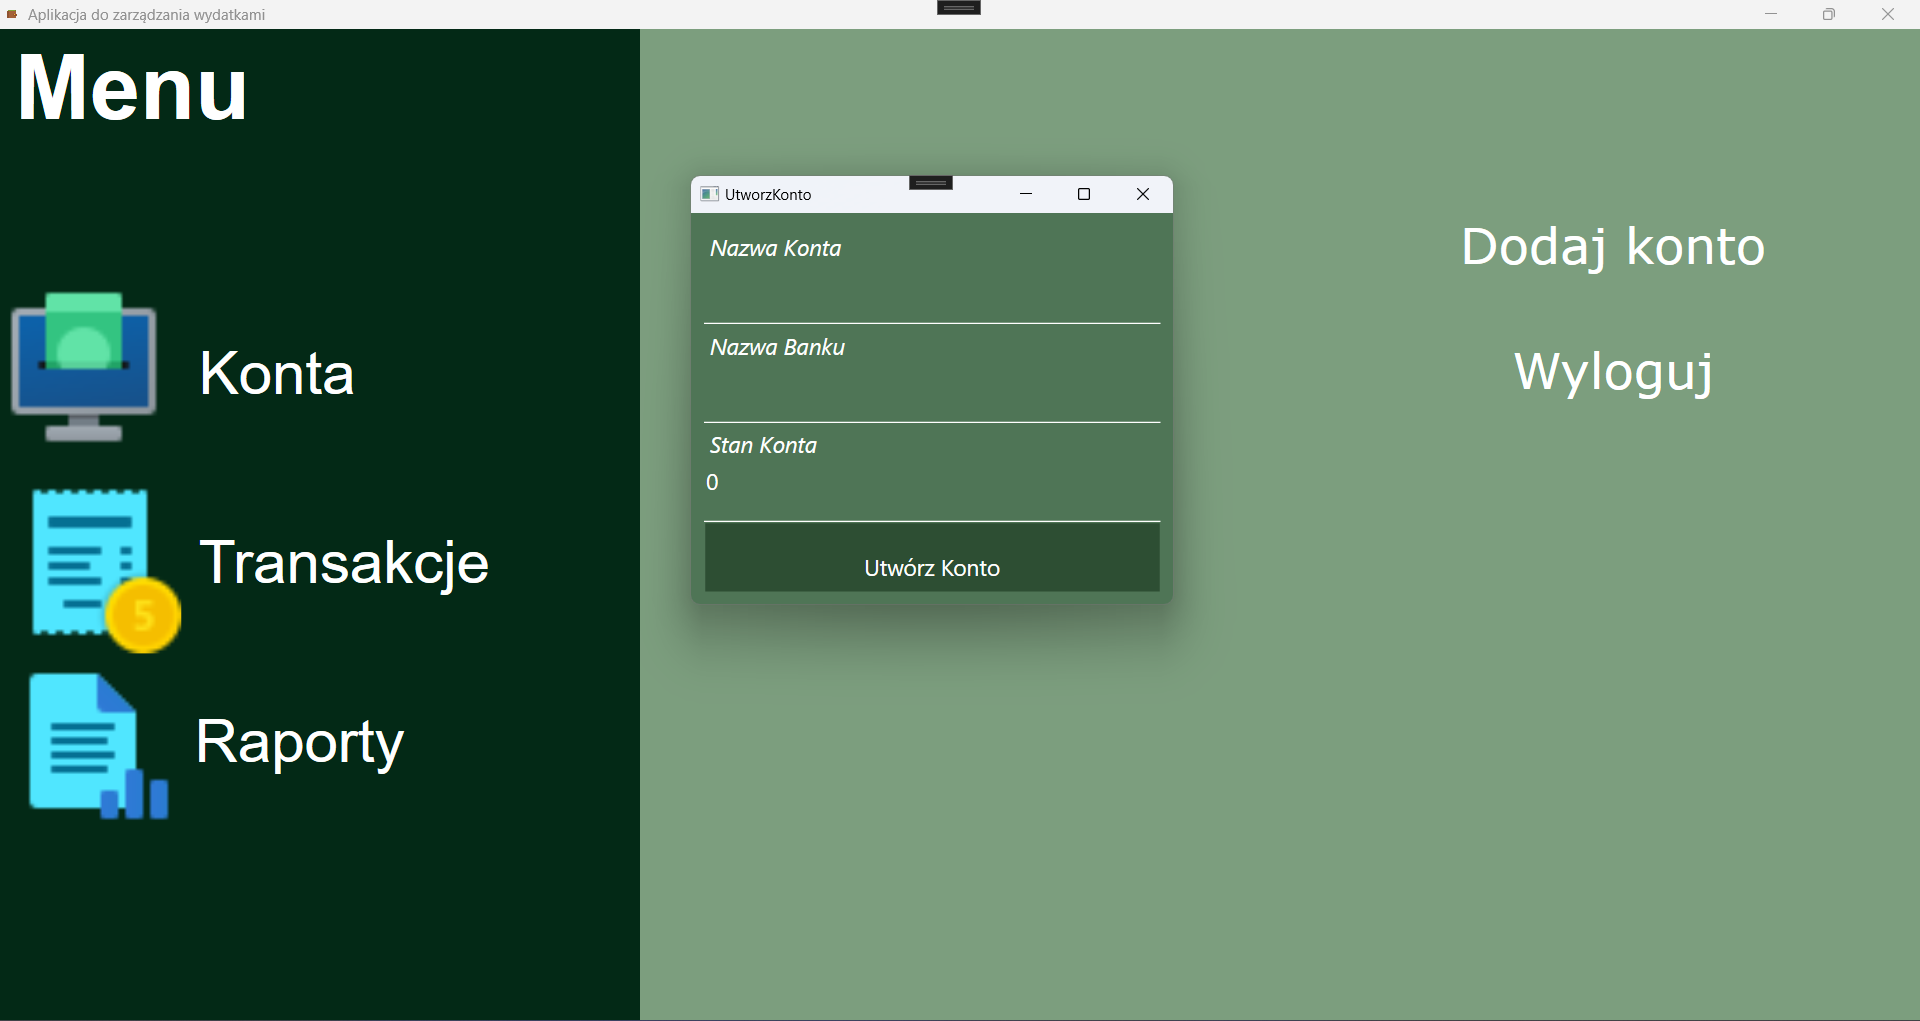 Aplikacja do zarządzania wydatkami
Menu
Konta
Transakcje
5
Raporty
UtworzKonto
Nazwa Konta
Nazwa Banku
Stan Konta
0
Utwórz Konto
Dodaj konto
Wyloguj